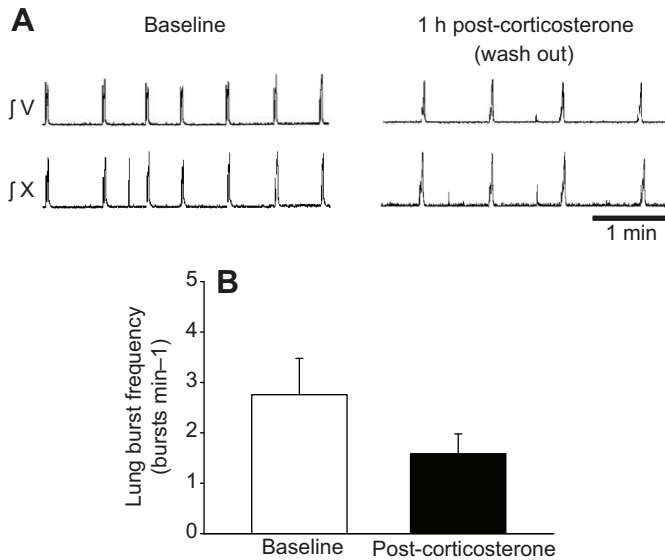 A
Baseline
1 h post-corticosterone
(wash out)
∫ V
∫ X
1 min
B
Lung burst frequency
(bursts min–1)
5
4
3
2
1
0
Baseline
Post-corticosterone